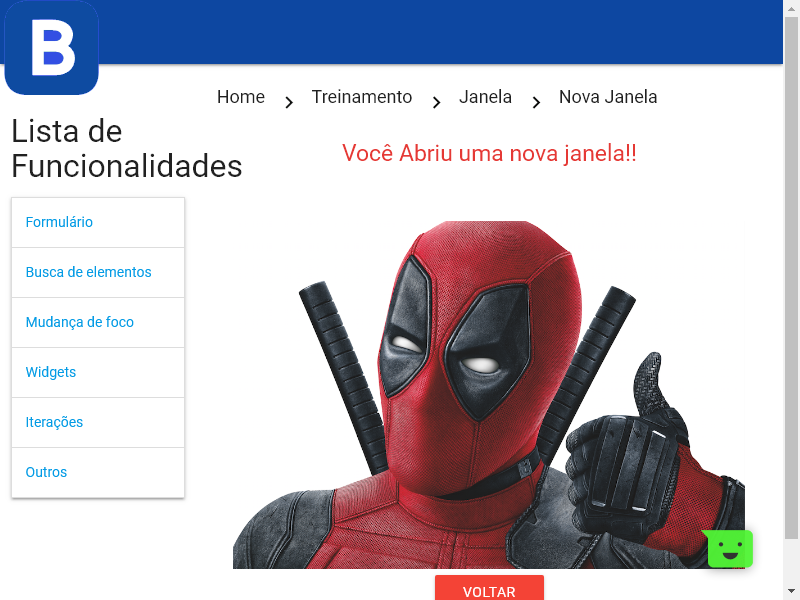 B
Home
Treinamento
Janela
Nova Janela
Lista de
Funcionalidades
Você Abriu uma nova janela!!
Formulário
Busca de elementos
Mudança de foco
Widgets
Iterações
Outros
VOLTAR